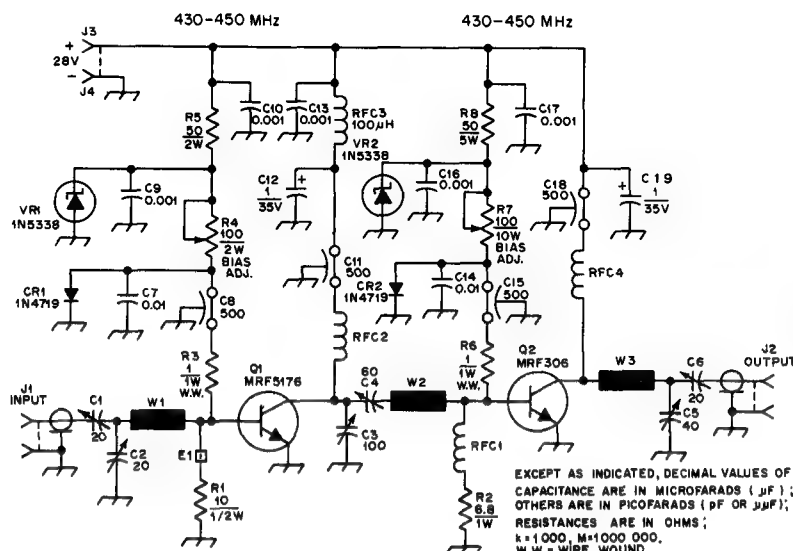 430-450 MHz
430-450 MHz
J3
+
28V
-
J4
R5
50
2W
C10
0.001
C13
0.001
RFC3
100µH
R8
50
5W
C17
0.001
VR1
1N5338
C9
0.001
R4
100
2W
BIAS
ADJ.
C12
1
35V
VR2
1N5338
C16
0.001
R7
100
10W
BIAS
ADJ.
C18
500
C19
1
35V
CR1
1N4719
C7
0.01
C8
500
C11
500
CR2
1N4719
C14
0.01
C15
500
RFC4
R3
1
1W
W.W.
RFC2
R6
1
1W
W.W.
J1
INPUT
C1
20
W1
C2
20
E1
R1
10
1/2W
Q1
MRF5176
60
C4
C3
100
W2
RFC1
R2
6.8
1W
Q2
MRF306
W3
C6
20
C5
40
J2
OUTPUT
EXCEPT AS INDICATED, DECIMAL VALUES OF
CAPACITANCE ARE IN MICROFARADS (µF);
OTHERS ARE IN PICOFARADS (pF OR µµF);
RESISTANCES ARE IN OHMS;
k=1000, M=1000 000.
W.W.=WIRE WOUND